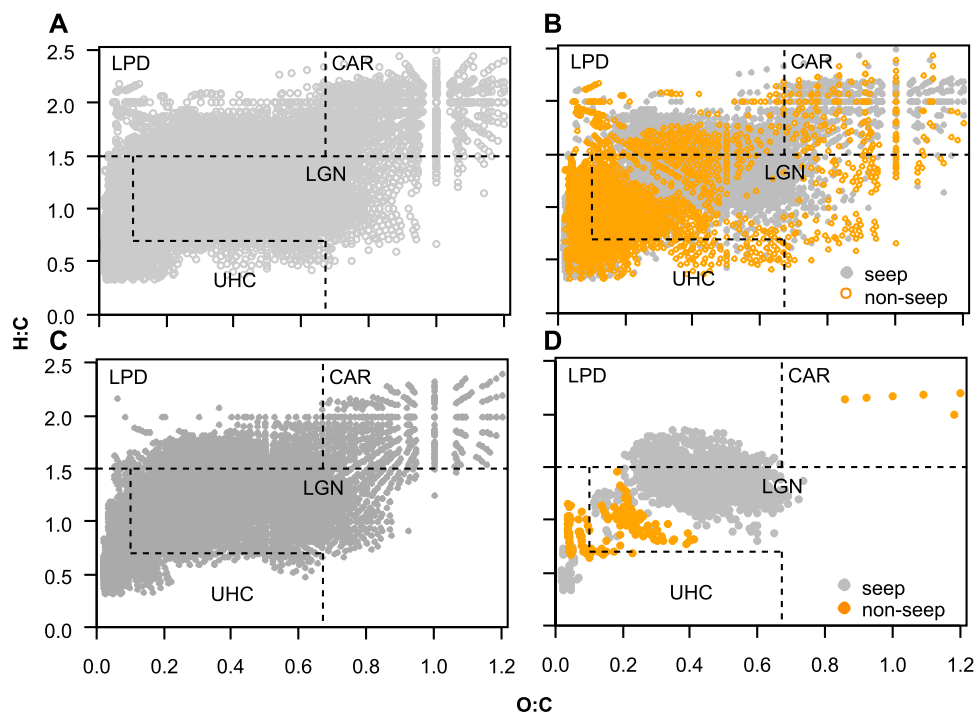 A
B
LPD
CAR
LPD
CAR
2.5
2.0
1.5
LGN
LGN
1.0
0.5
UHC
UHC
seep
non-seep
0.0
H:C
C
D
2.5
LPD
CAR
LPD
CAR
2.0
1.5
LGN
LGN
1.0
0.5
UHC
UHC
seep
non-seep
0.0
0.0 0.2 0.4 0.6 0.8 1.0 1.2
0.0 0.2 0.4 0.6 0.8 1.0 1.2
O:C